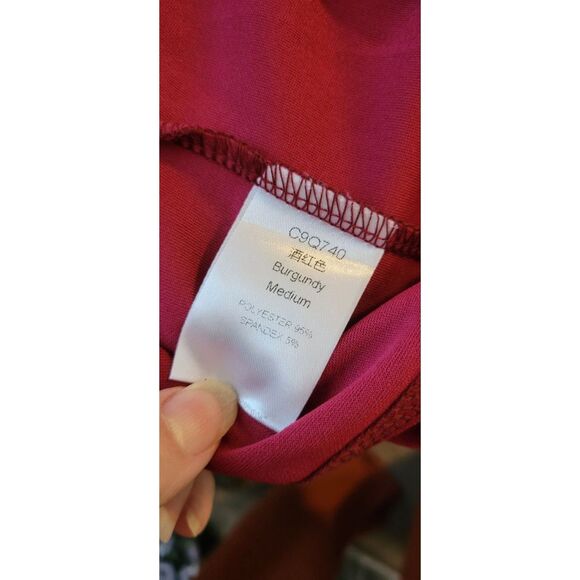 C9Q740
酒红色
Burgundy
Medium
POLYESTER 95%
SPANDEX 5%